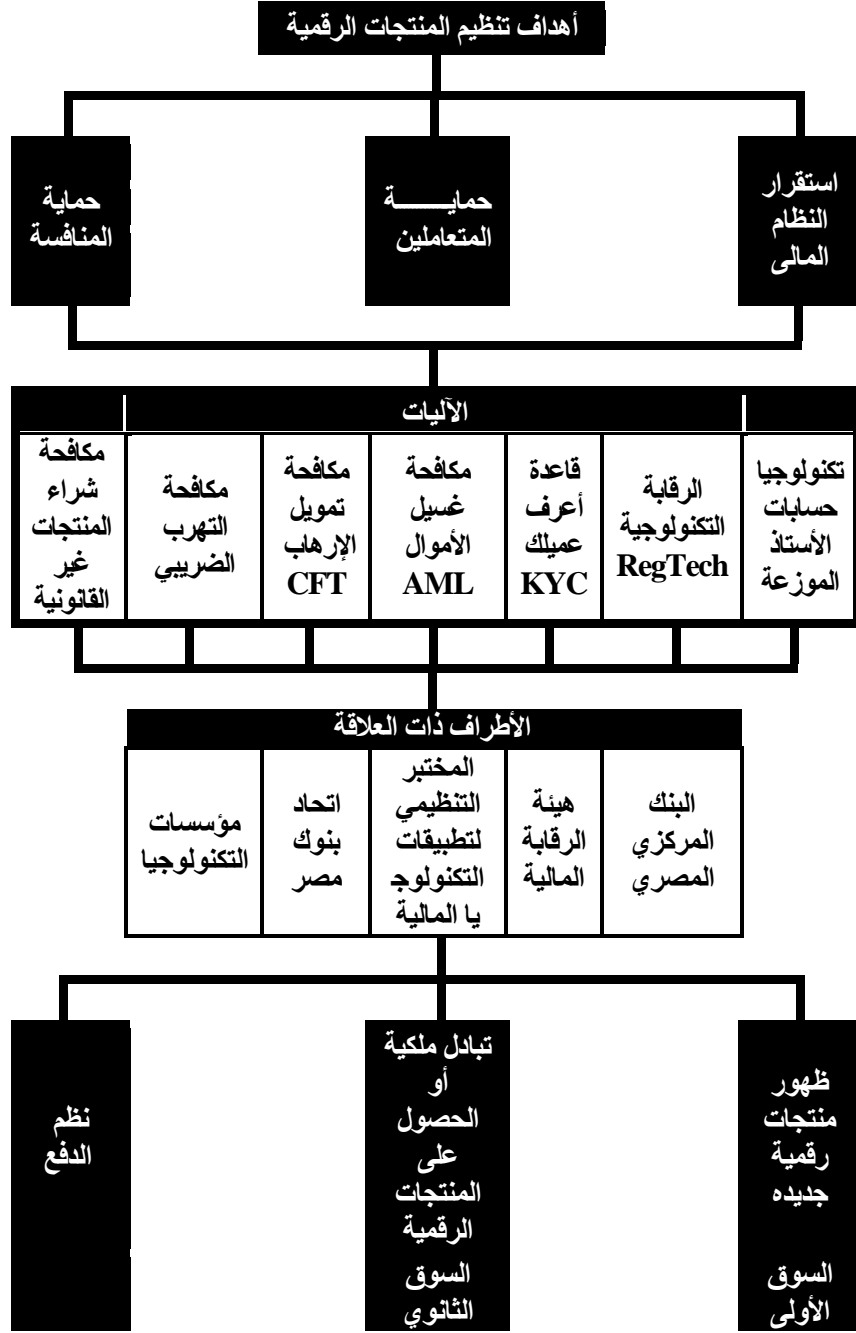 أهداف تنظيم المنتجات الرقمية
استقرار
النظام
المالى
حمايـــــــة
المتعاملين
حماية
المنافسة
الآليات
تكنولوجيا
حسابات
الأستاذ
الموزعة
الرقابة
التكنولوجية
RegTech
قاعدة
أعرف
عميلك
KYC
مكافحة
غسيل
الأموال
AML
مكافحة
تمويل
الإرهاب
CFT
مكافحة
التهرب
الضريبي
مكافحة
شراء
المنتجات
غير
القانونية
الأطراف ذات العلاقة
البنك
المركزي
المصري
هيئة
الرقابة
المالية
المختبر
التنظيمي
لتطبيقات
التكنولوج
يا المالية
اتحاد
بنوك
مصر
مؤسسات
التكنولوجيا
ظهور
منتجات
رقمية
جديده
السوق
الأولى
تبادل ملكية
أو
الحصول
على
المنتجات
الرقمية
السوق
الثانوي
نظم
الدفع